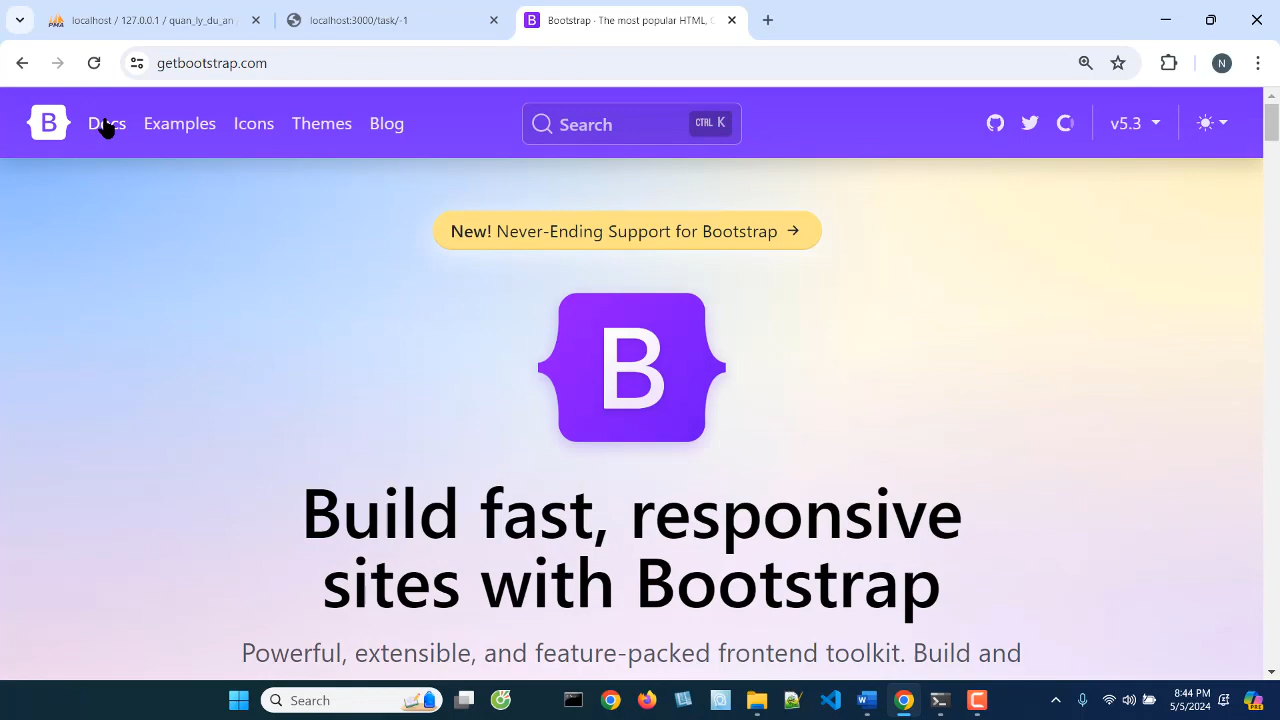 localhost / 127.0.0.1 / quan_ly_du_an
localhost:3000/task/-1
Bootstrap · The most popular HTML, C
getbootstrap.com
N
B Docs Examples Icons Themes Blog
Search CTRL K
v5.3
New! Never-Ending Support for Bootstrap →
B
Build fast, responsive
sites with Bootstrap
Powerful, extensible, and feature-packed frontend toolkit. Build and
Search
8:44 PM
5/5/2024